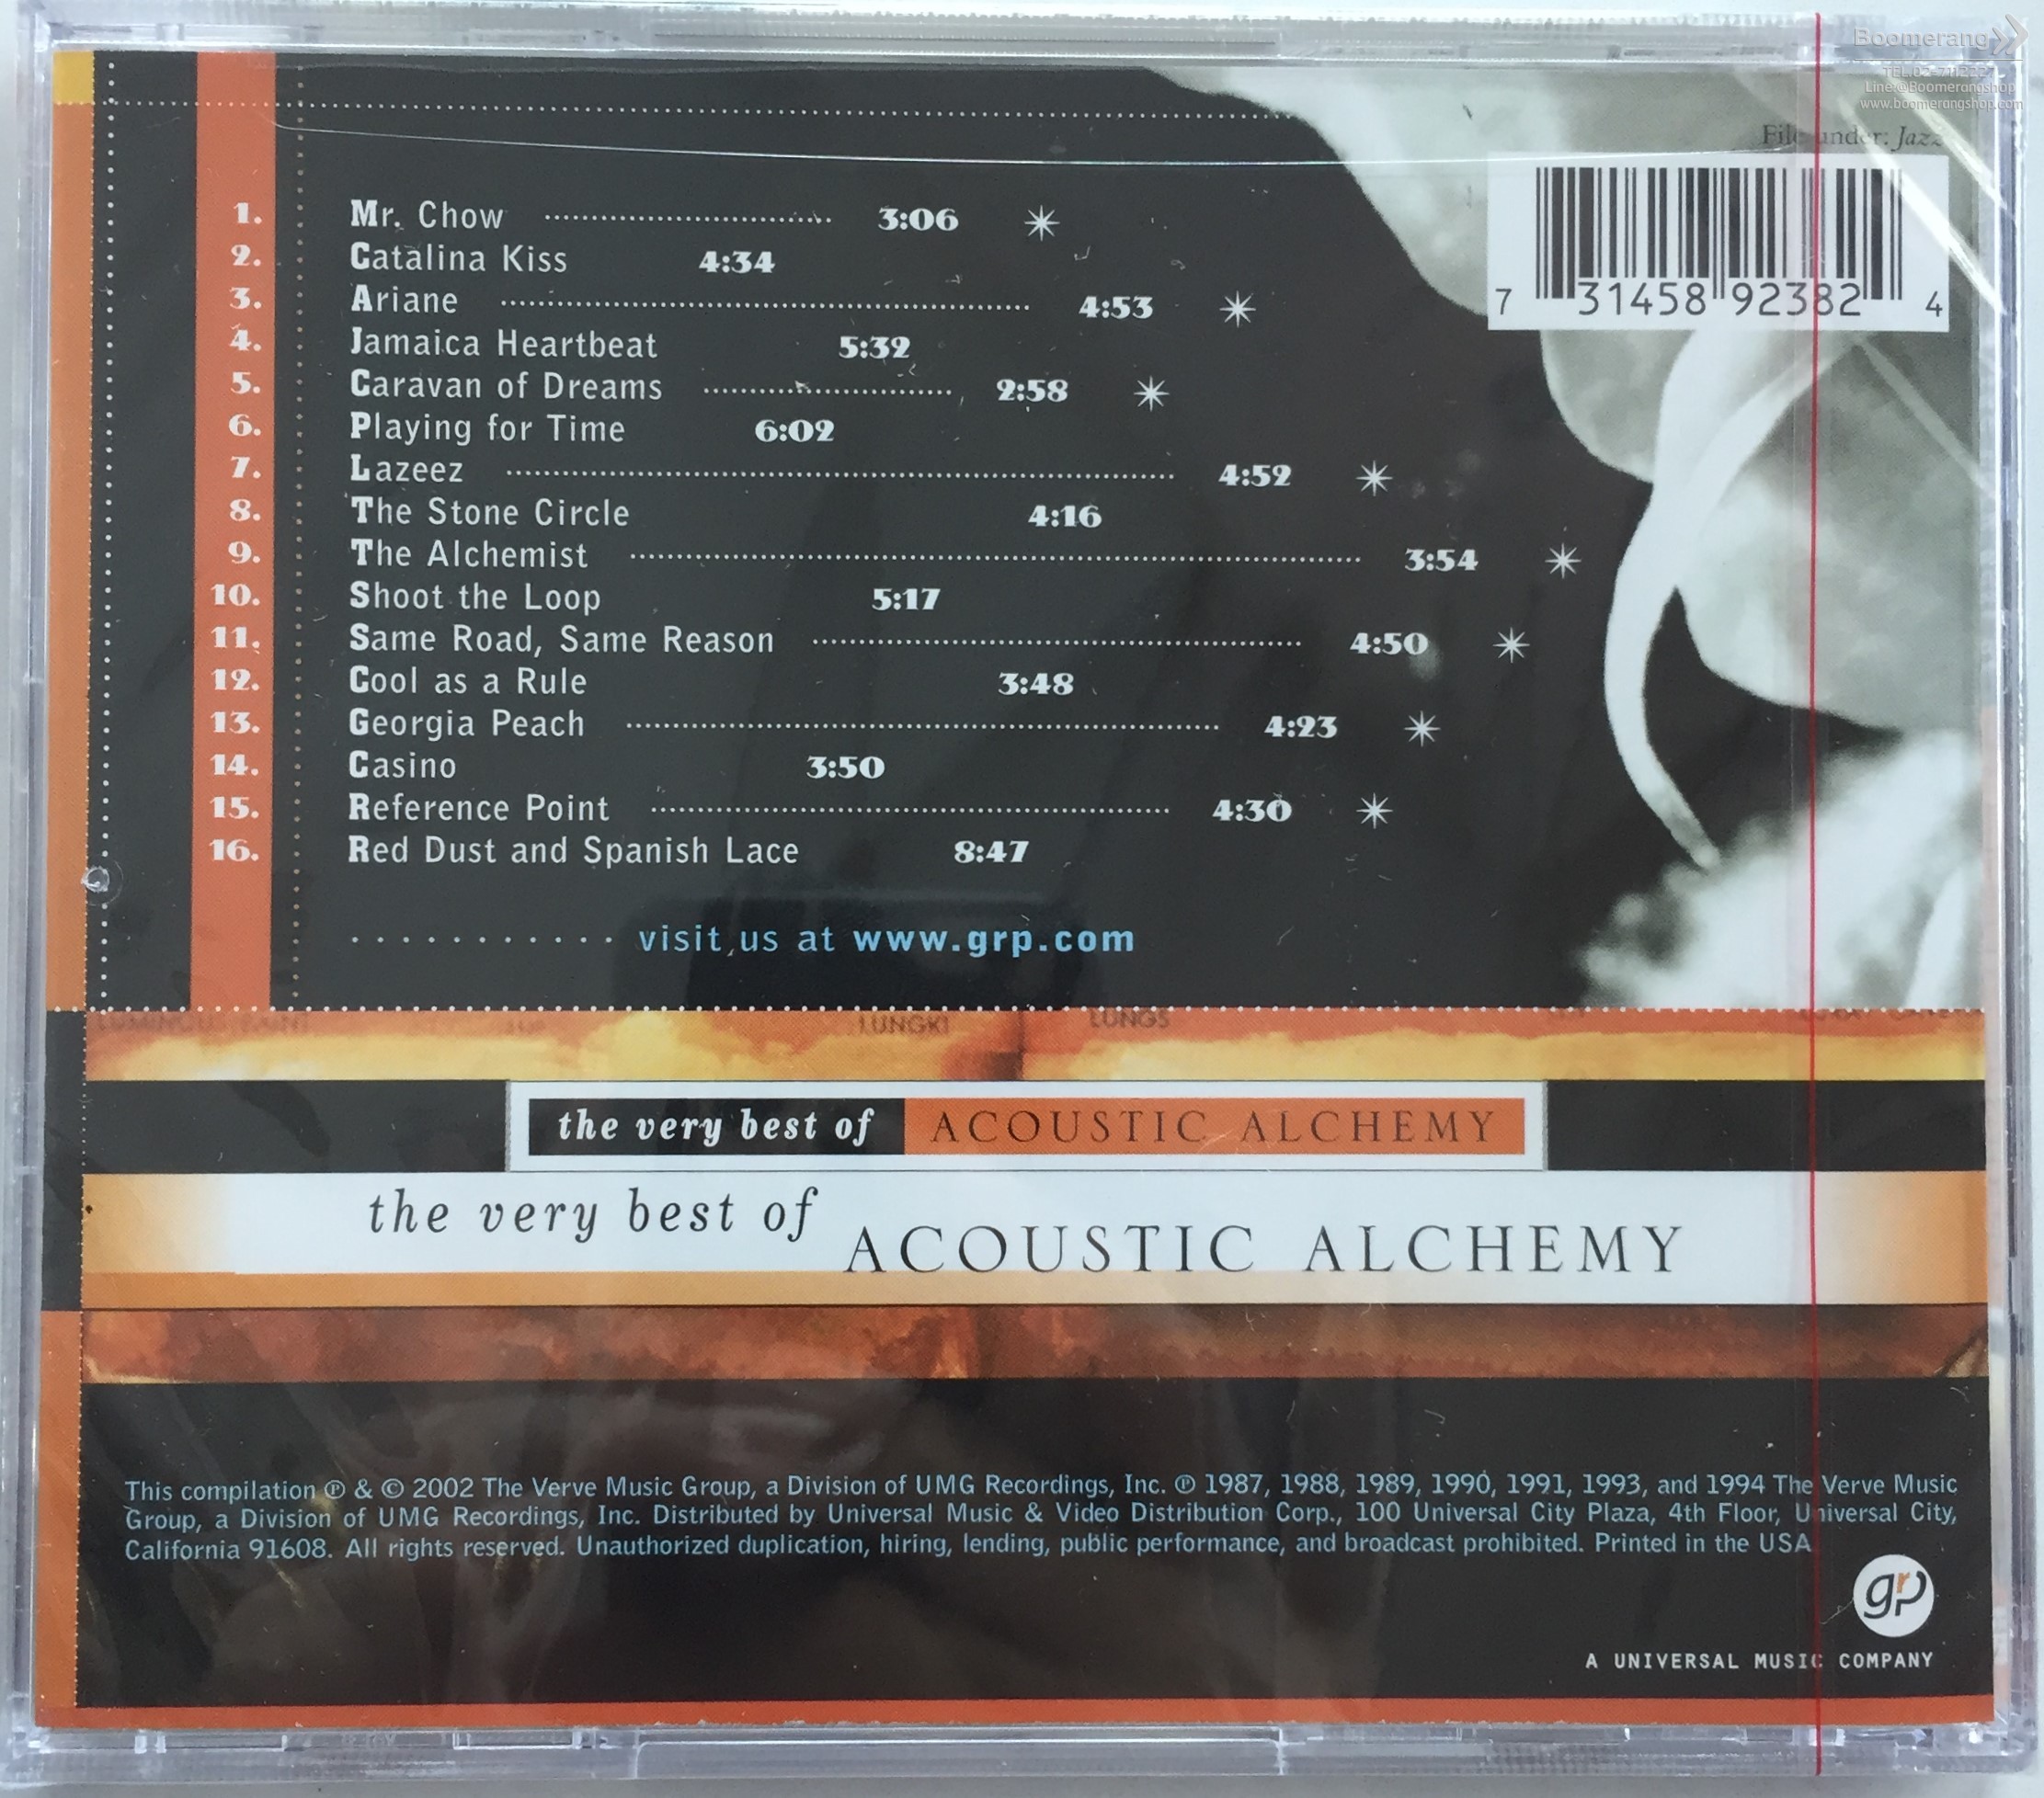 Boomerang
Line:@Boomerangshop
www.boomerangshop.com
File under: Jazz
7 31458 92382 4
1. Mr. Chow 3:06
2. Catalina Kiss 4:34
3. Ariane 4:53
4. Jamaica Heartbeat 5:32
5. Caravan of Dreams 2:58
6. Playing for Time 6:02
7. Lazeez 4:52
8. The Stone Circle 4:16
9. The Alchemist 3:54
10. Shoot the Loop 5:17
11. Same Road, Same Reason 4:50
12. Cool as a Rule 3:48
13. Georgia Peach 4:23
14. Casino 3:50
15. Reference Point 4:30
16. Red Dust and Spanish Lace 8:47
visit us at www.grp.com
LUNGKI LUNGS
the very best of ACOUSTIC ALCHEMY
the very best of ACOUSTIC ALCHEMY
This compilation ℗ & © 2002 The Verve Music Group, a Division of UMG Recordings, Inc. ℗ 1987, 1988, 1989, 1990, 1991, 1993, and 1994 The Verve Music
Group, a Division of UMG Recordings, Inc. Distributed by Universal Music & Video Distribution Corp., 100 Universal City Plaza, 4th Floor, Universal City,
California 91608. All rights reserved. Unauthorized duplication, hiring, lending, public performance, and broadcast prohibited. Printed in the USA
grp
A UNIVERSAL MUSIC COMPANY